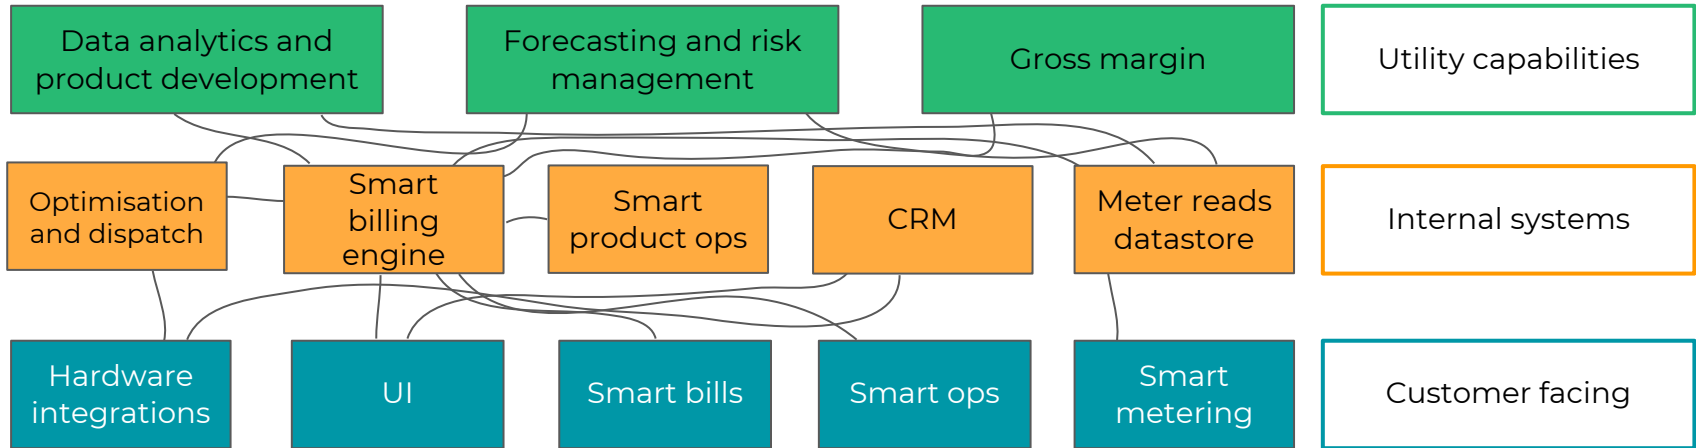 Data analytics and
product development
Forecasting and risk
management
Gross margin
Utility capabilities
Optimisation
and dispatch
Smart
billing
engine
Smart
product ops
CRM
Meter reads
datastore
Internal systems
Hardware
integrations
UI
Smart bills
Smart ops
Smart
metering
Customer facing